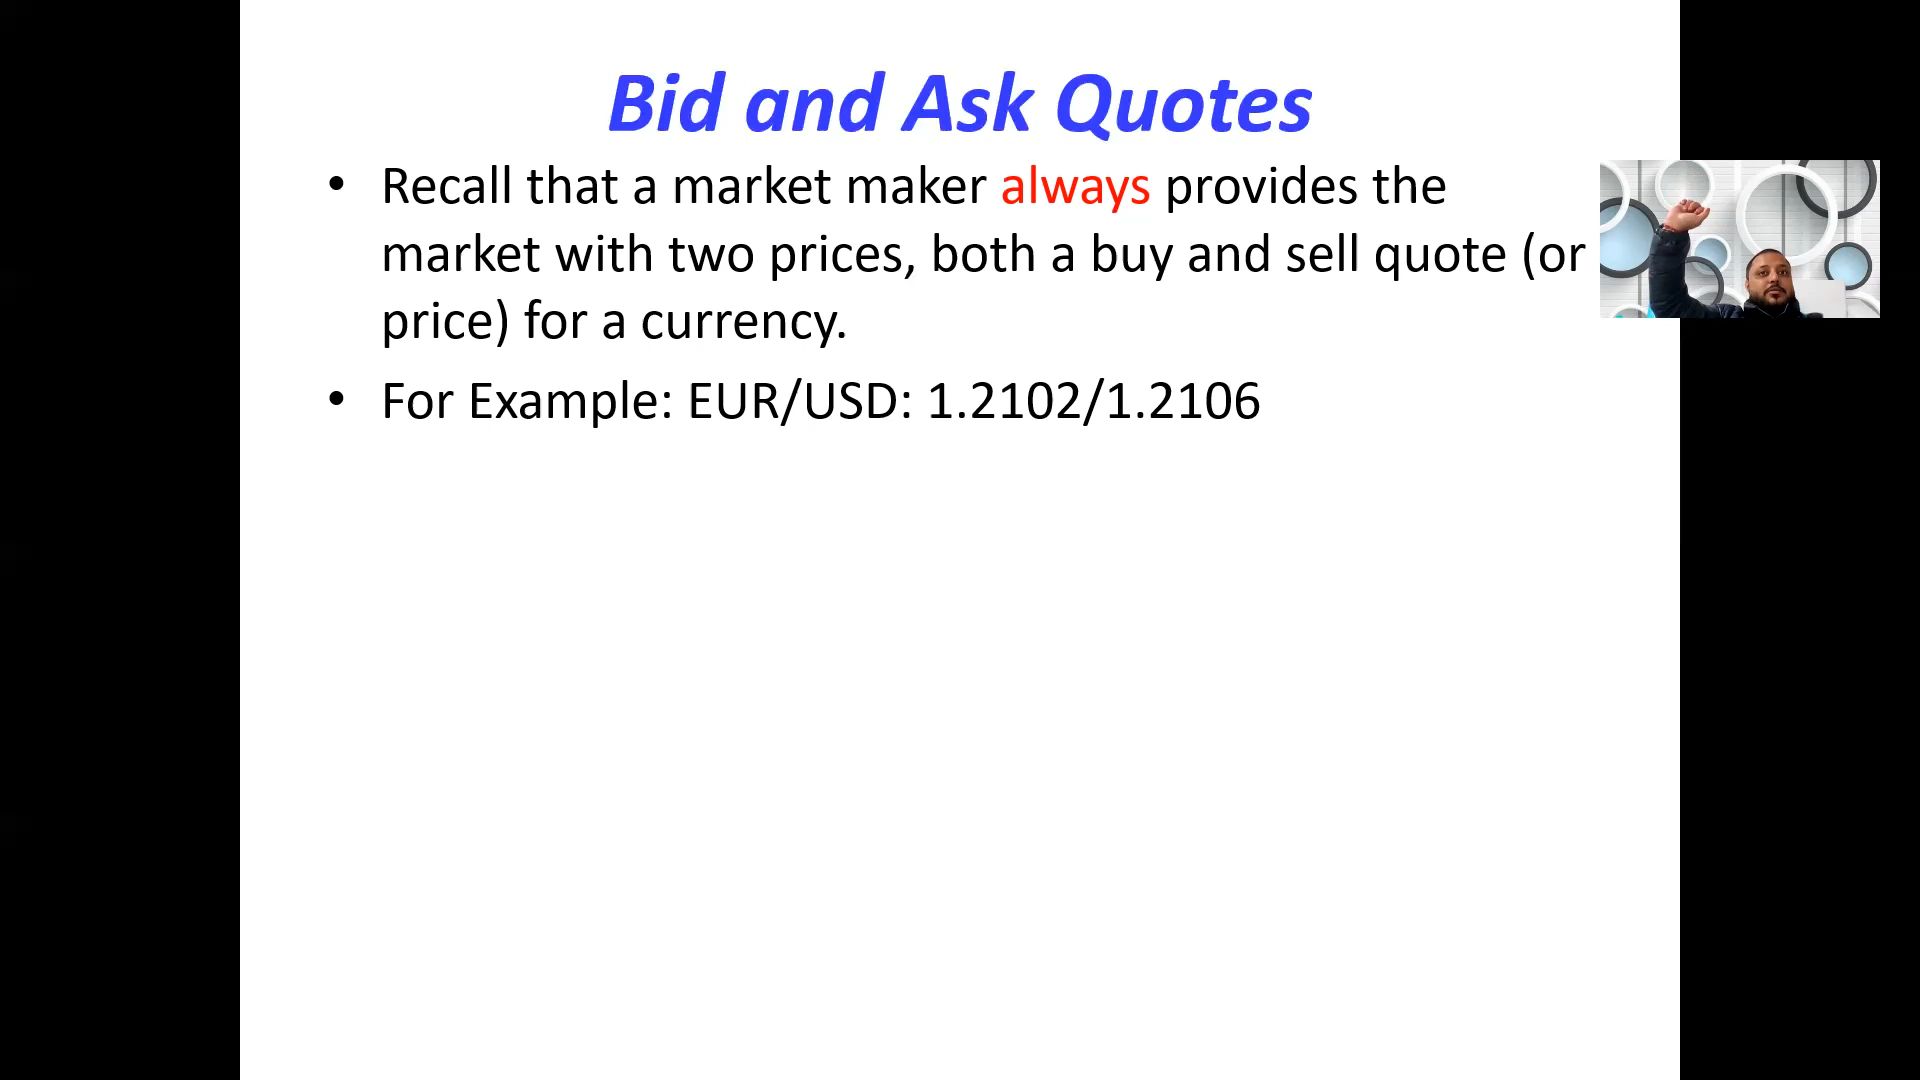 Bid and Ask Quotes
• Recall that a market maker always provides the
market with two prices, both a buy and sell quote (or
price) for a currency.
• For Example: EUR/USD: 1.2102/1.2106